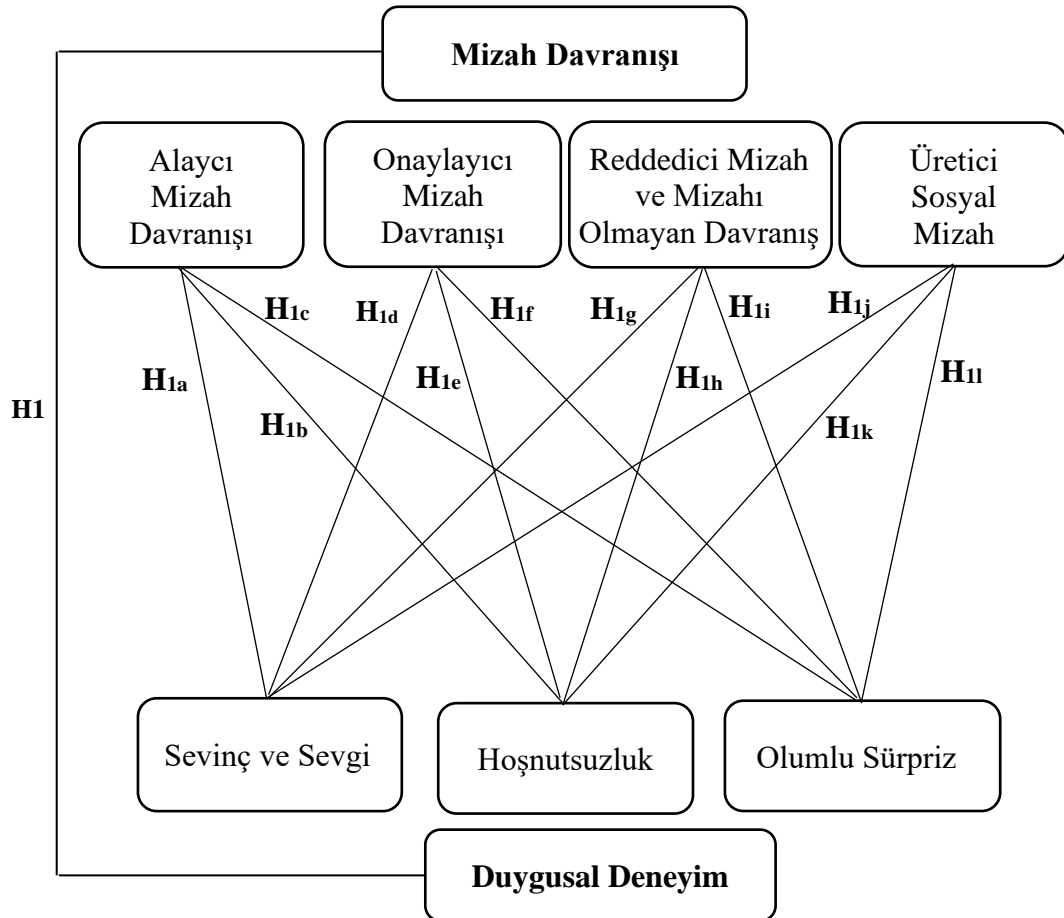 Mizah Davranışı
Alaycı
Mizah
Davranışı
Onaylayıcı
Mizah
Davranışı
Reddedici Mizah
ve Mizahı
Olmayan Davranış
Üretici
Sosyal
Mizah
H1c
H1d
H1f
H1g
H1i
H1j
H1a
H1e
H1h
H1l
H1
H1b
H1k
Sevinç ve Sevgi
Hoşnutsuzluk
Olumlu Sürpriz
Duygusal Deneyim